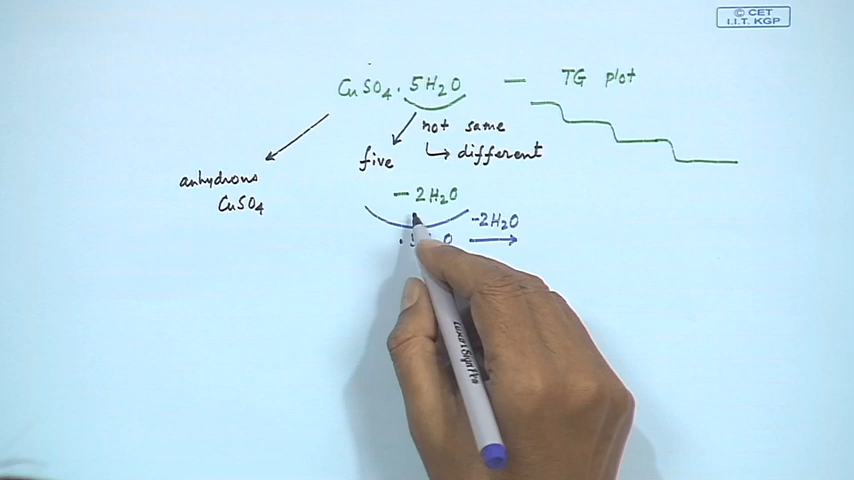 © CET
I.I.T. KGP
CuSO4 . 5H2O — TG plot
not same
five → different
anhydrous
CuSO4
- 2H2O
-2H2O